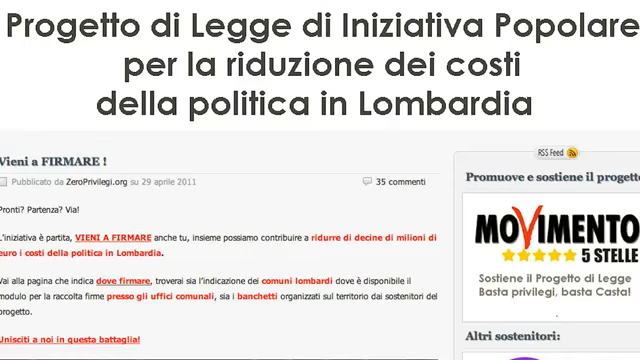 Progetto di Legge di Iniziativa Popolare
per la riduzione dei costi
della politica in Lombardia
RSS Feed
Vieni a FIRMARE !
Pubblicato da ZeroPrivilegi.org su 29 aprile 2011
35 commenti
Pronti? Partenza? Via!
L'iniziativa è partita, VIENI A FIRMARE anche tu, insieme possiamo contribuire a ridurre di decine di milioni di
euro i costi della politica in Lombardia.
Vai alla pagina che indica dove firmare, troverai sia l'indicazione dei comuni lombardi dove è disponibile il
modulo per la raccolta firme presso gli uffici comunali, sia i banchetti organizzati sul territorio dai sostenitori del
progetto.
Unisciti a noi in questa battaglia!
Promuove e sostiene il progetto
MOVIMENTO
5 STELLE
Sostiene il Progetto di Legge
Basta privilegi, basta Casta!
Altri sostenitori: